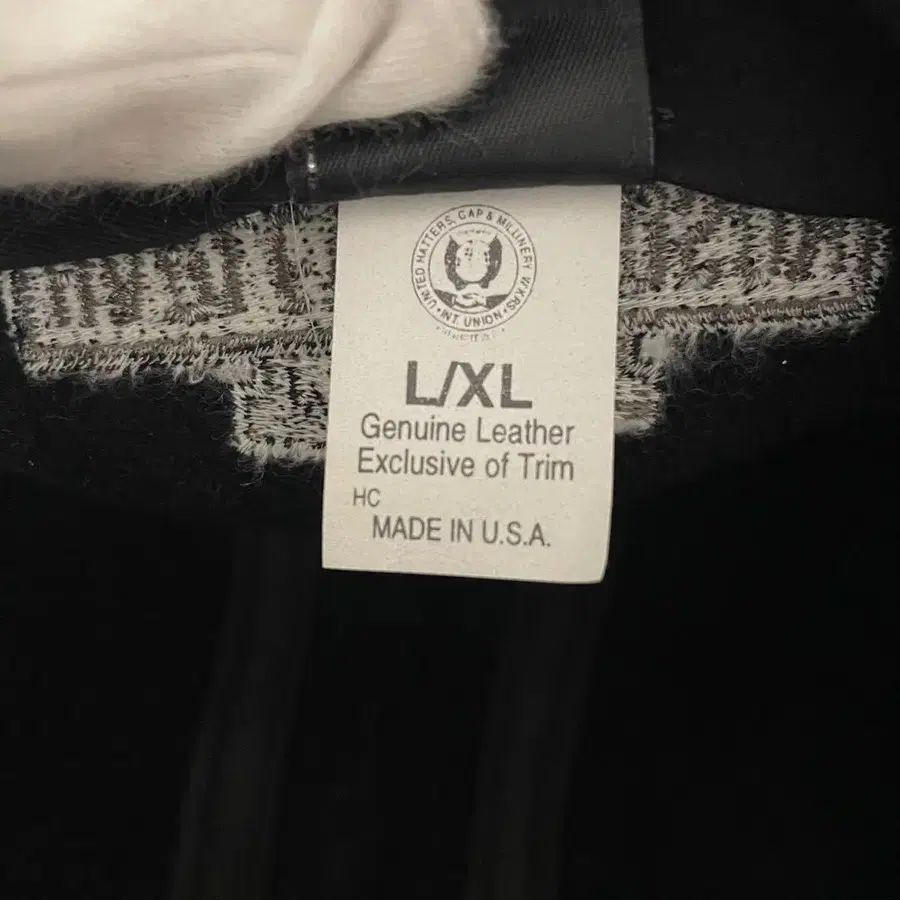 UNITED HATTERS, CAP & MILLINERY WKRS
INT. UNION
L/XL
Genuine Leather
Exclusive of Trim
HC
MADE IN U.S.A.